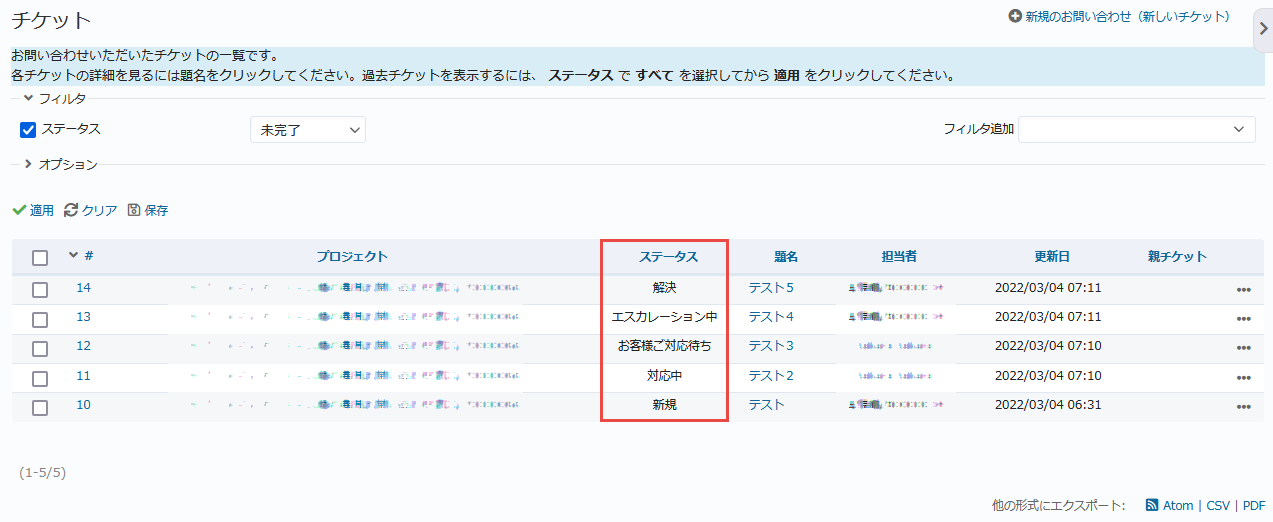 チケット
新規のお問い合わせ（新しいチケット）
お問い合わせいただいたチケットの一覧です。
各チケットの詳細を見るには題名をクリックしてください。過去チケットを表示するには、 ステータス で すべて を選択してから 適用 をクリックしてください。
フィルタ
ステータス 未完了 フィルタ追加
オプション
適用 クリア 保存
# プロジェクト ステータス 題名 担当者 更新日 親チケット
14 解決 テスト5 2022/03/04 07:11
13 エスカレーション中 テスト4 2022/03/04 07:11
12 お客様ご対応待ち テスト3 2022/03/04 07:10
11 対応中 テスト2 2022/03/04 07:10
10 新規 テスト 2022/03/04 06:31
(1-5/5)
他の形式にエクスポート: Atom | CSV | PDF